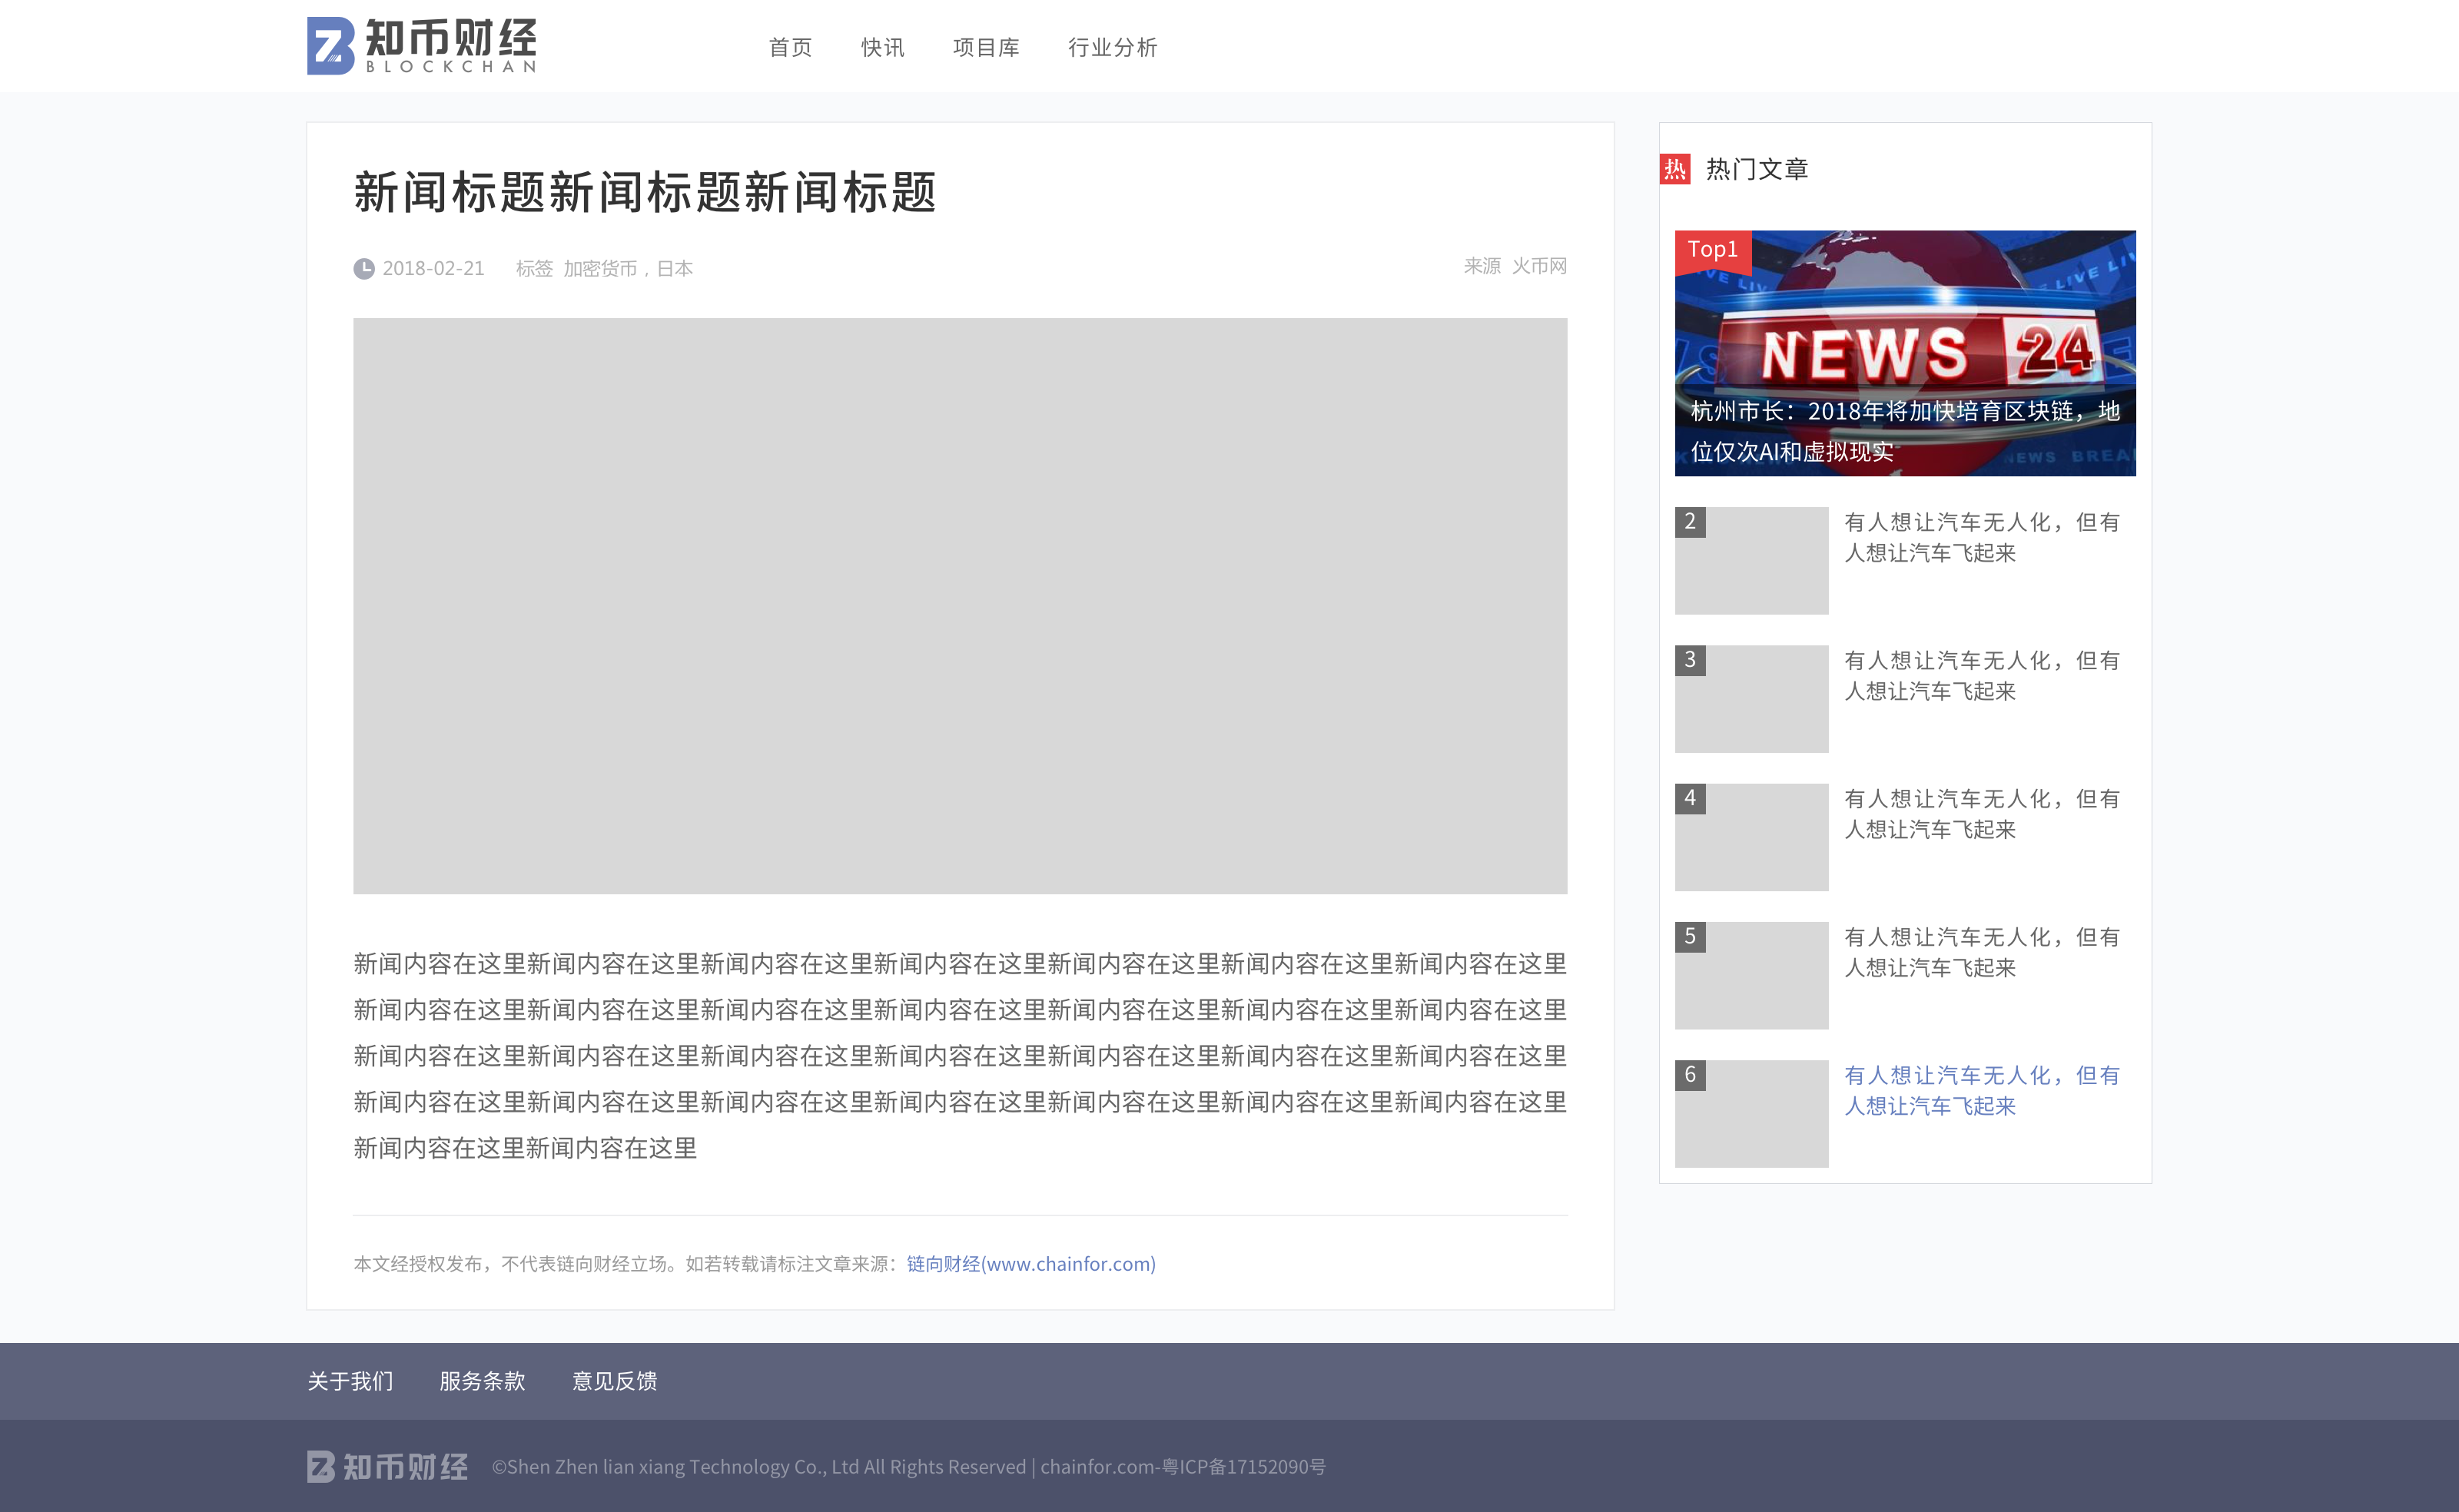 知币财经
BLOCKCHAN
首页 快讯 项目库 行业分析
新闻标题新闻标题新闻标题
2018-02-21 标签 加密货币，日本
来源 火币网
新闻内容在这里新闻内容在这里新闻内容在这里新闻内容在这里新闻内容在这里新闻内容在这里新闻内容在这里
新闻内容在这里新闻内容在这里新闻内容在这里新闻内容在这里新闻内容在这里新闻内容在这里新闻内容在这里
新闻内容在这里新闻内容在这里新闻内容在这里新闻内容在这里新闻内容在这里新闻内容在这里新闻内容在这里
新闻内容在这里新闻内容在这里新闻内容在这里新闻内容在这里新闻内容在这里新闻内容在这里新闻内容在这里
新闻内容在这里新闻内容在这里
本文经授权发布，不代表链向财经立场。如若转载请标注文章来源：链向财经(www.chainfor.com)
热 热门文章
Top1
NEWS 24
杭州市长：2018年将加快培育区块链，地
位仅次AI和虚拟现实
2
有人想让汽车无人化，但有
人想让汽车飞起来
3
有人想让汽车无人化，但有
人想让汽车飞起来
4
有人想让汽车无人化，但有
人想让汽车飞起来
5
有人想让汽车无人化，但有
人想让汽车飞起来
6
有人想让汽车无人化，但有
人想让汽车飞起来
关于我们 服务条款 意见反馈
知币财经
©Shen Zhen lian xiang Technology Co., Ltd All Rights Reserved | chainfor.com-粤ICP备17152090号